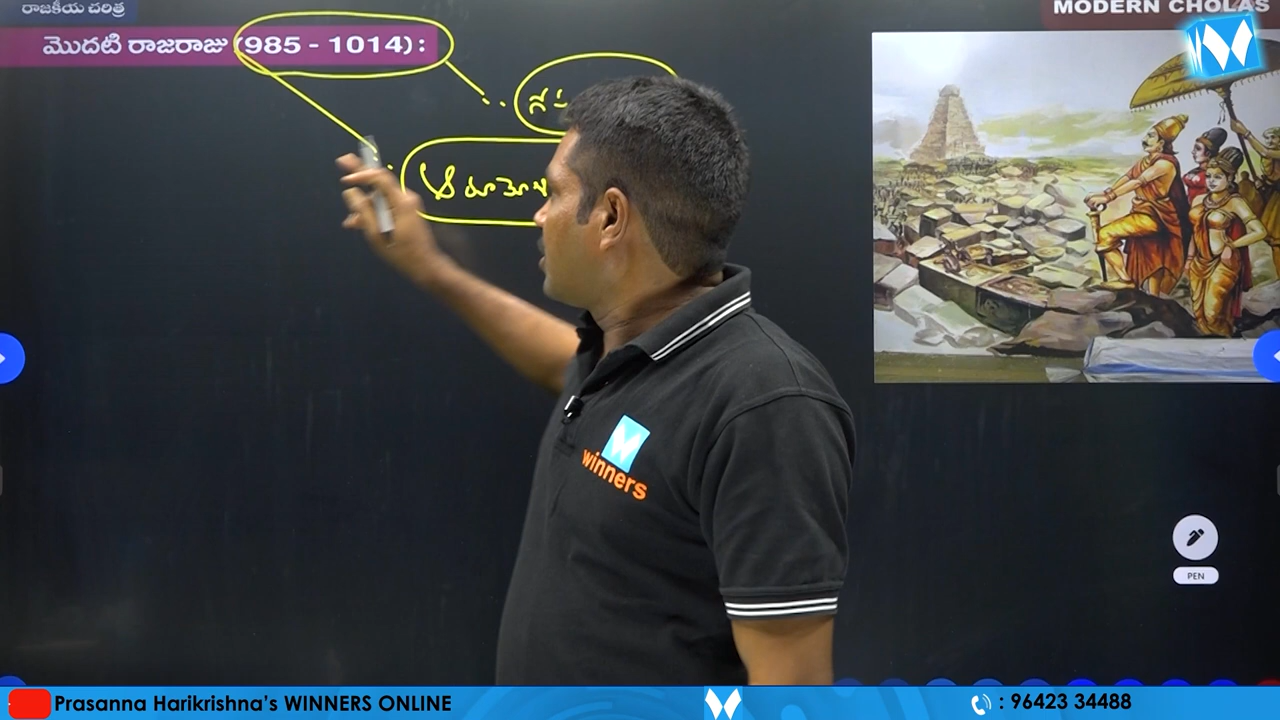 రాజకీయ చరిత్ర
MODERN CHOLAS
మొదటి రాజరాజు (985 - 1014) :
winners
PEN
Prasanna Harikrishna's WINNERS ONLINE
: 96423 34488